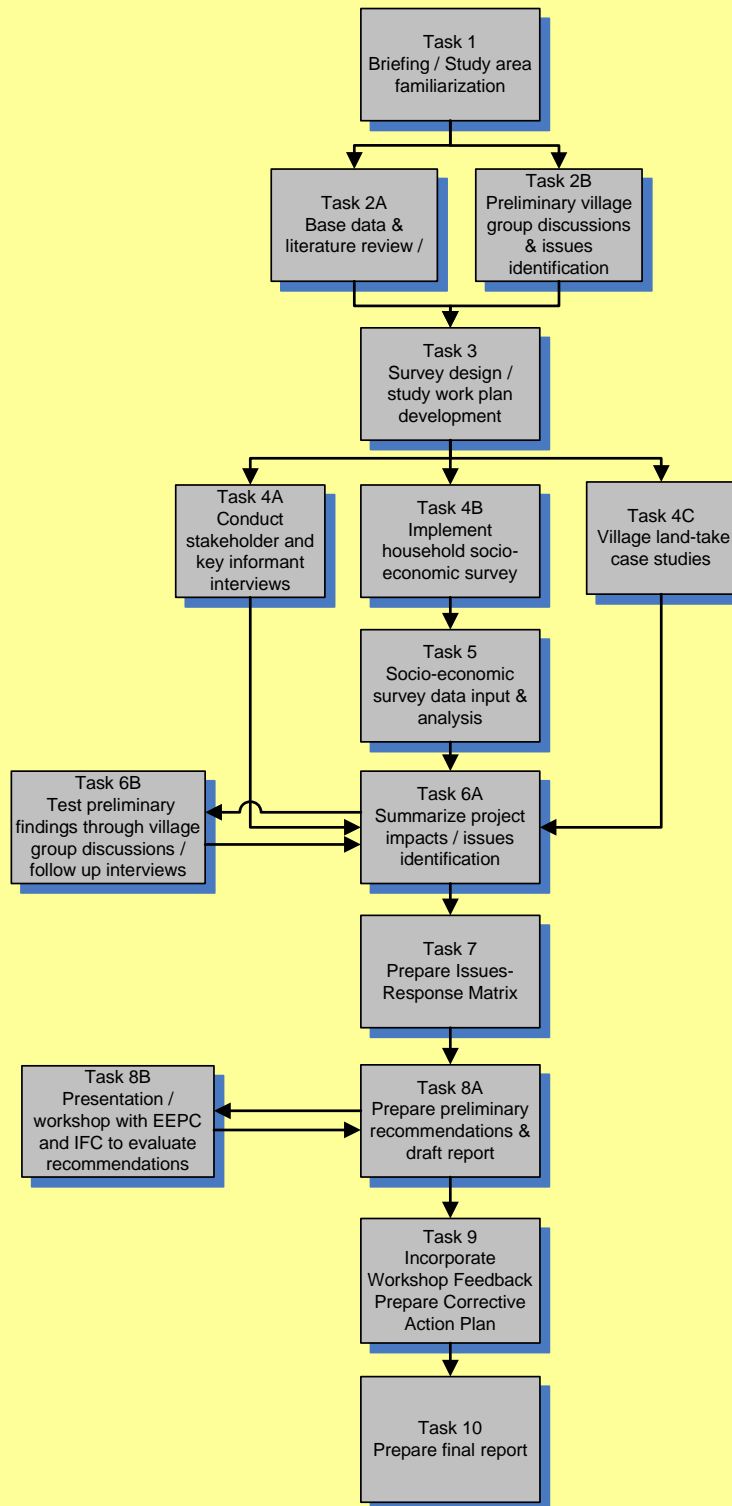 Task 1
Briefing / Study area
familiarization
Task 2A
Base data &
literature review /
Task 2B
Preliminary village
group discussions
& issues
identification
Task 3
Survey design /
study work plan
development
Task 4A
Conduct
stakeholder and
key informant
interviews
Task 4B
Implement
household socio-
economic survey
Task 4C
Village land-take
case studies
Task 5
Socio-economic
survey data input &
analysis
Task 6B
Test preliminary
findings through village
group discussions /
follow up interviews
Task 6A
Summarize project
impacts / issues
identification
Task 7
Prepare Issues-
Response Matrix
Task 8B
Presentation /
workshop with EEPC
and IFC to evaluate
recommendations
Task 8A
Prepare preliminary
recommendations &
draft report
Task 9
Incorporate
Workshop Feedback
Prepare Corrective
Action Plan
Task 10
Prepare final report